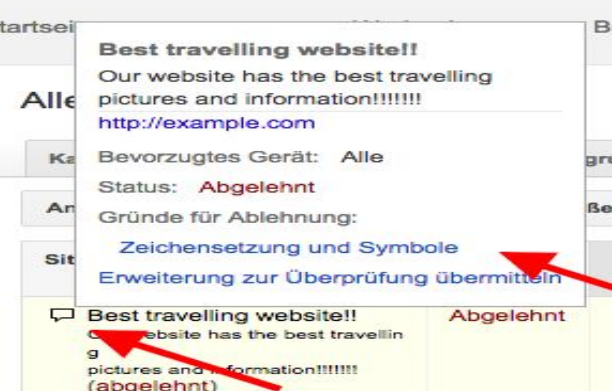 Best travelling website!!
Our website has the best travelling
pictures and information!!!!!!!
http://example.com
Bevorzugtes Gerät: Alle
Status: Abgelehnt
Gründe für Ablehnung:
Zeichensetzung und Symbole
Erweiterung zur Überprüfung übermitteln
Alle
Sit
Best travelling website!! Abgelehnt
website has the best travellin
g
pictures and information!!!!!!!
(abgelehnt)